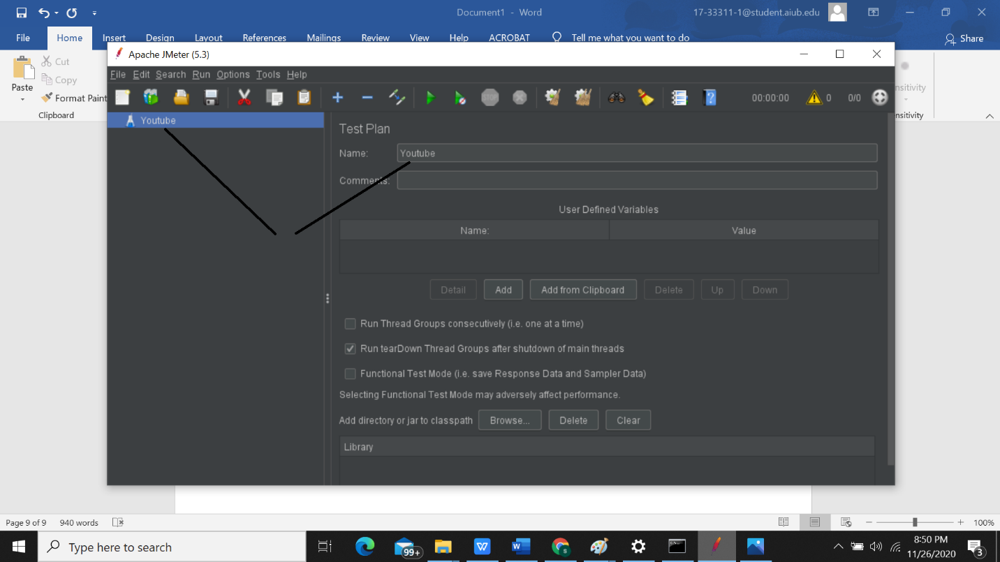 Document1 - Word
17-33311-1@student.aiub.edu
File Home Insert Design Layout References Mailings Review View Help ACROBAT Tell me what you want to do
Share
Cut
Copy
Paste
Format Paint
Clipboard
nsitivity
nsitivity
Apache JMeter (5.3)
File Edit Search Run Options Tools Help
STOP
00:00:00
0
0/0
Youtube
Test Plan
Name: Youtube
Comments:
User Defined Variables
Name: Value
Detail Add Add from Clipboard Delete Up Down
Run Thread Groups consecutively (i.e. one at a time)
Run tearDown Thread Groups after shutdown of main threads
Functional Test Mode (i.e. save Response Data and Sampler Data)
Selecting Functional Test Mode may adversely affect performance.
Add directory or jar to classpath Browse... Delete Clear
Library
Page 9 of 9 940 words
100%
Type here to search
99+
8:50 PM
11/26/2020
3